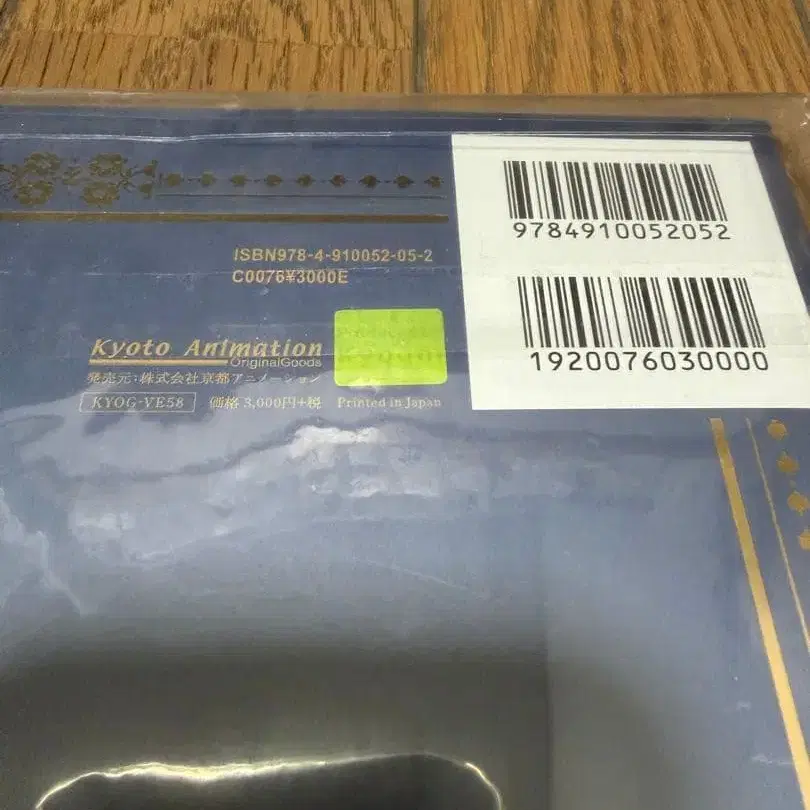 9784910052052
ISBN978-4-910052-05-2
C0076¥3000E
1920076030000
Kyoto Animation
OriginalGoods
発売元:株式会社京都アニメーション
KYOG-VE58 価格 3,000円+税 Printed in Japan